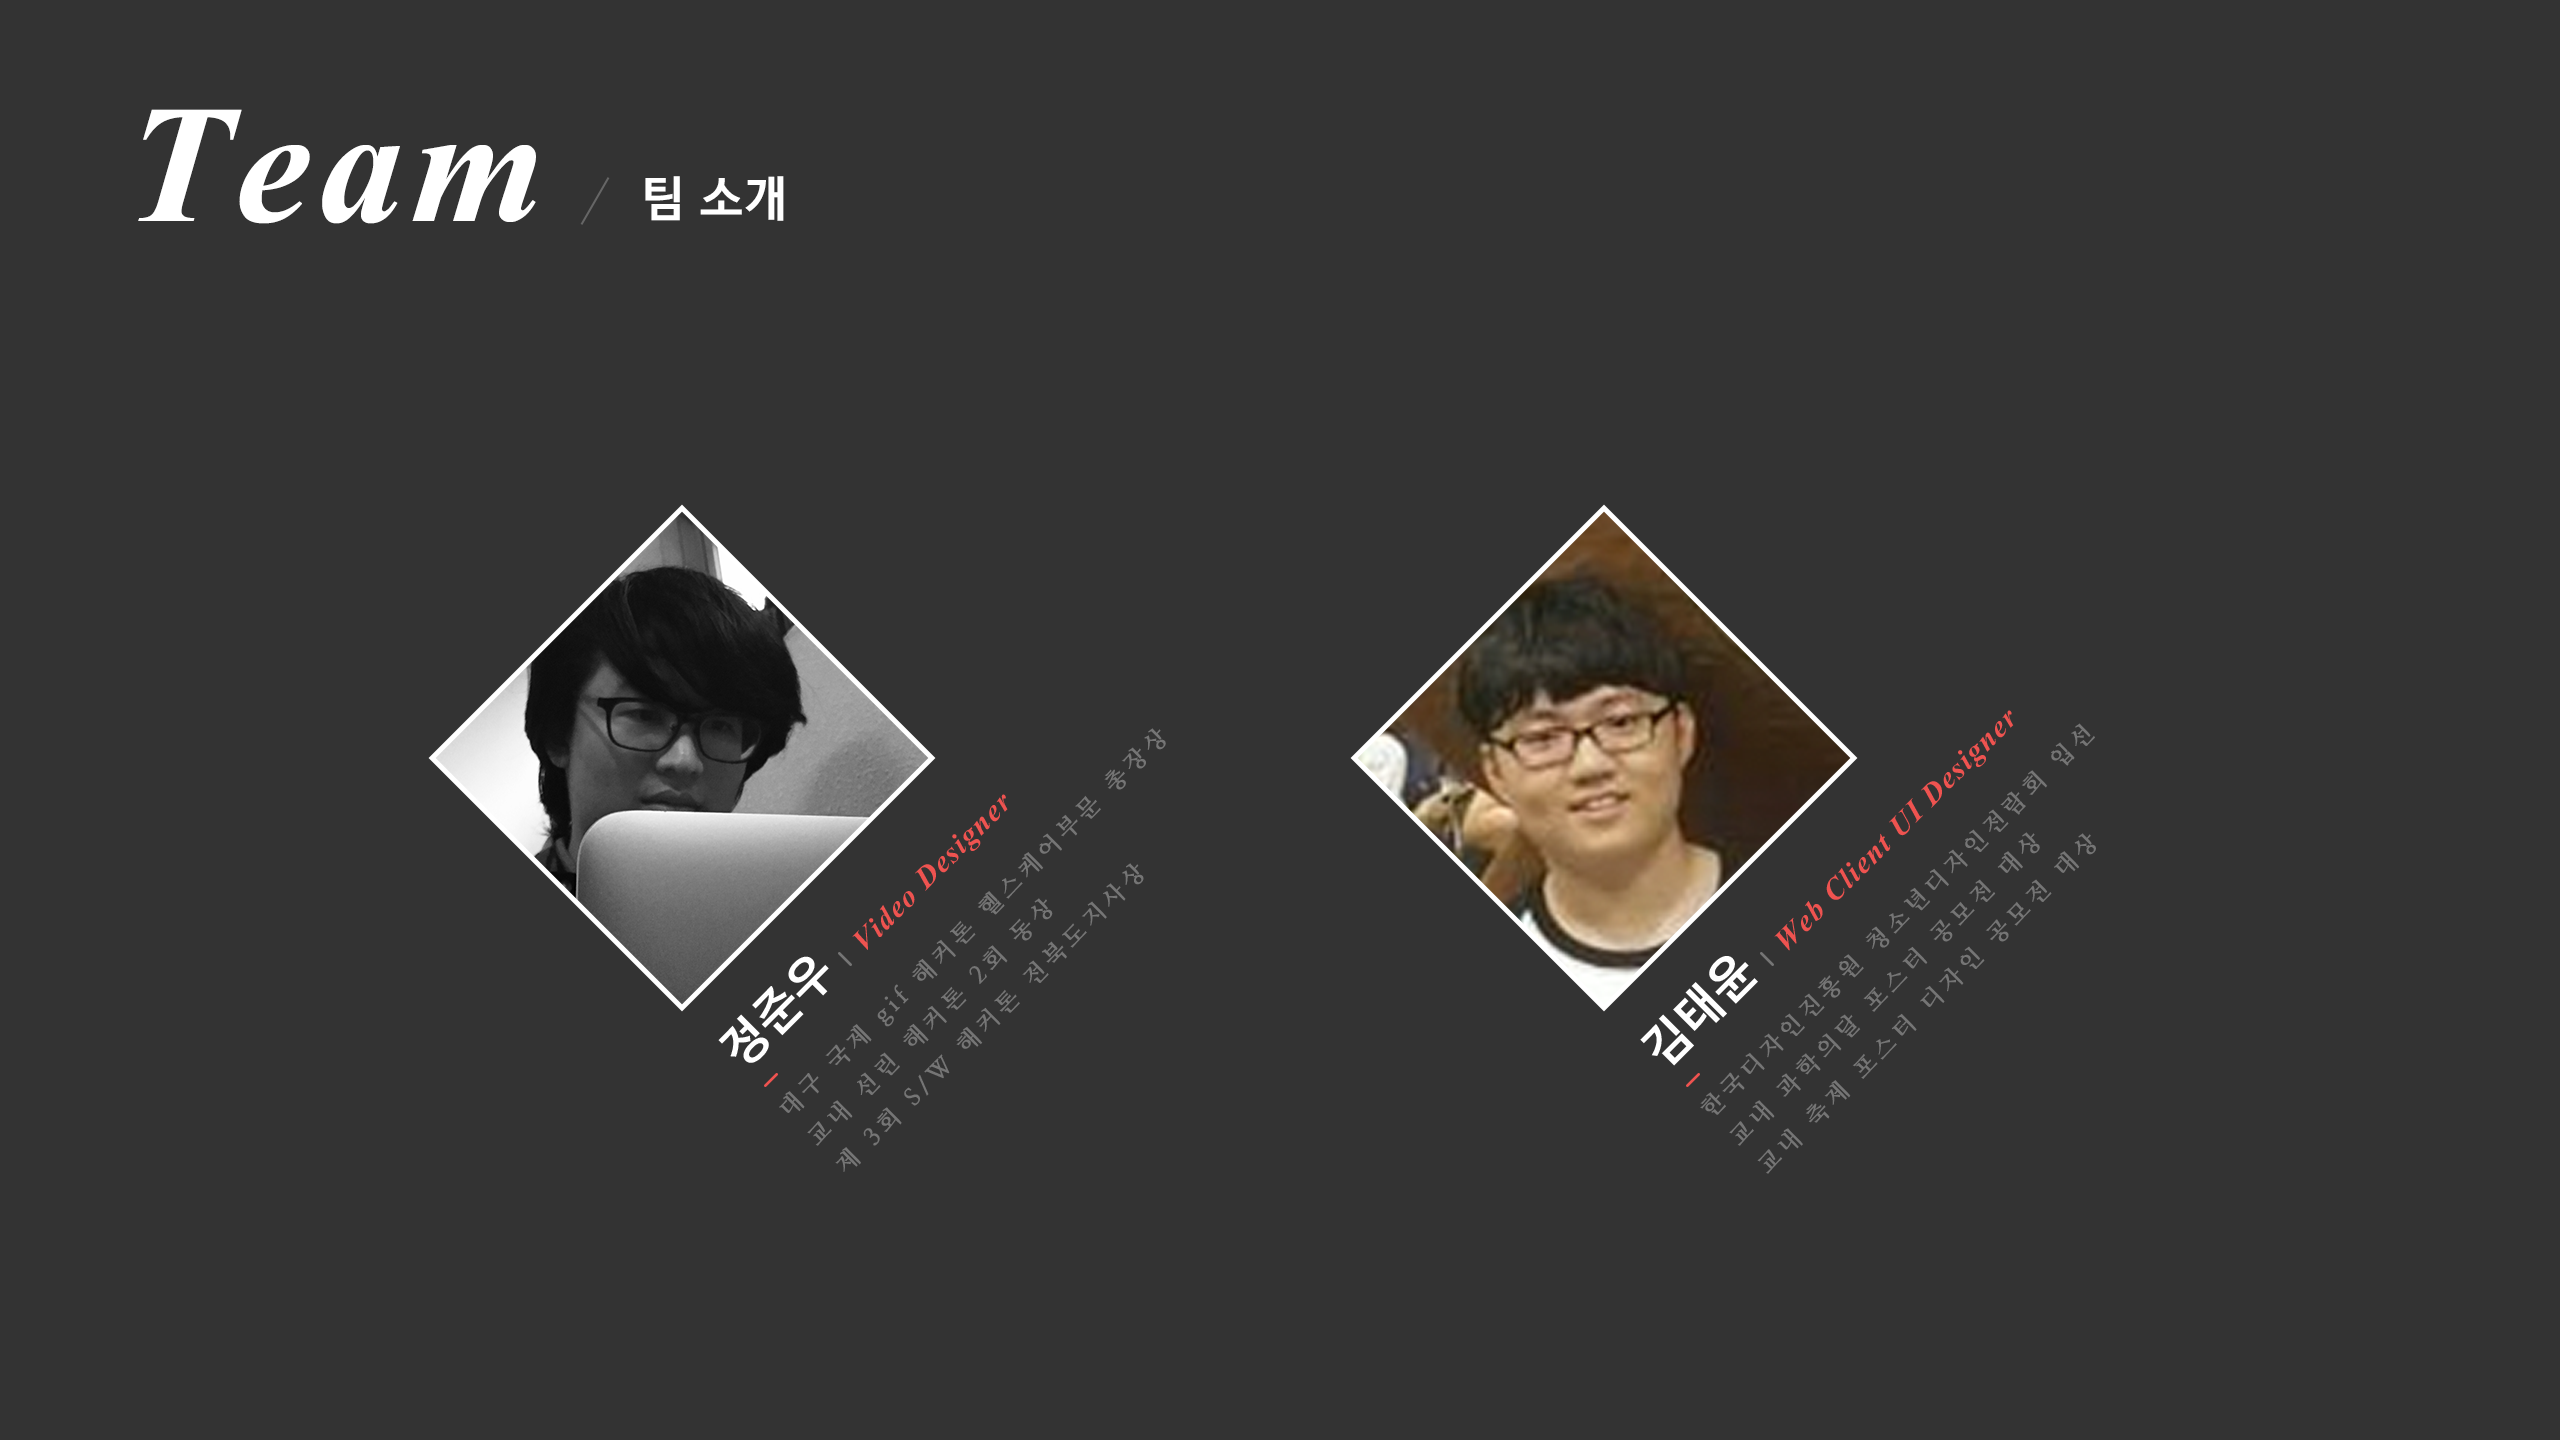 Team / 팀 소개
정준우 | Video Designer
대구 국제 gif 해커톤 헬스케어부문 총장상
교내 선린 해커톤 2회 동상
제 3회 S/W 해커톤 전북도지사상
김태윤 | Web Client UI Designer
한국디자인진흥원 청소년디자인전람회 입선
교내 과학의달 포스터 공모전 대상
교내 축제 포스터 디자인 공모전 대상